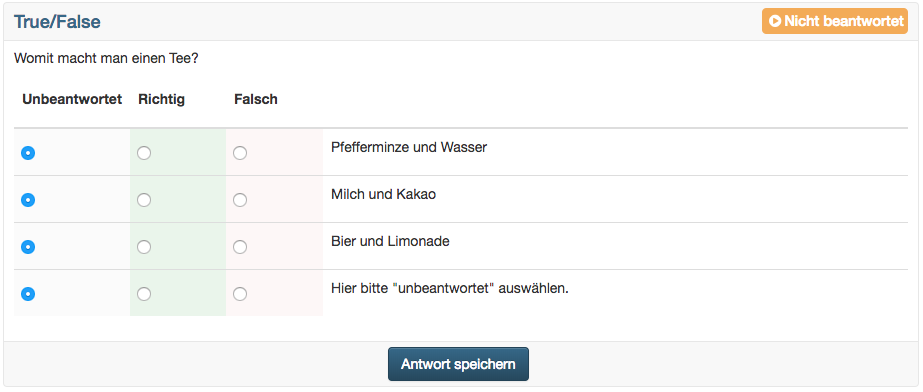 True/False
Nicht beantwortet
Womit macht man einen Tee?
Unbeantwortet Richtig Falsch
Pfefferminze und Wasser
Milch und Kakao
Bier und Limonade
Hier bitte "unbeantwortet" auswählen.
Antwort speichern